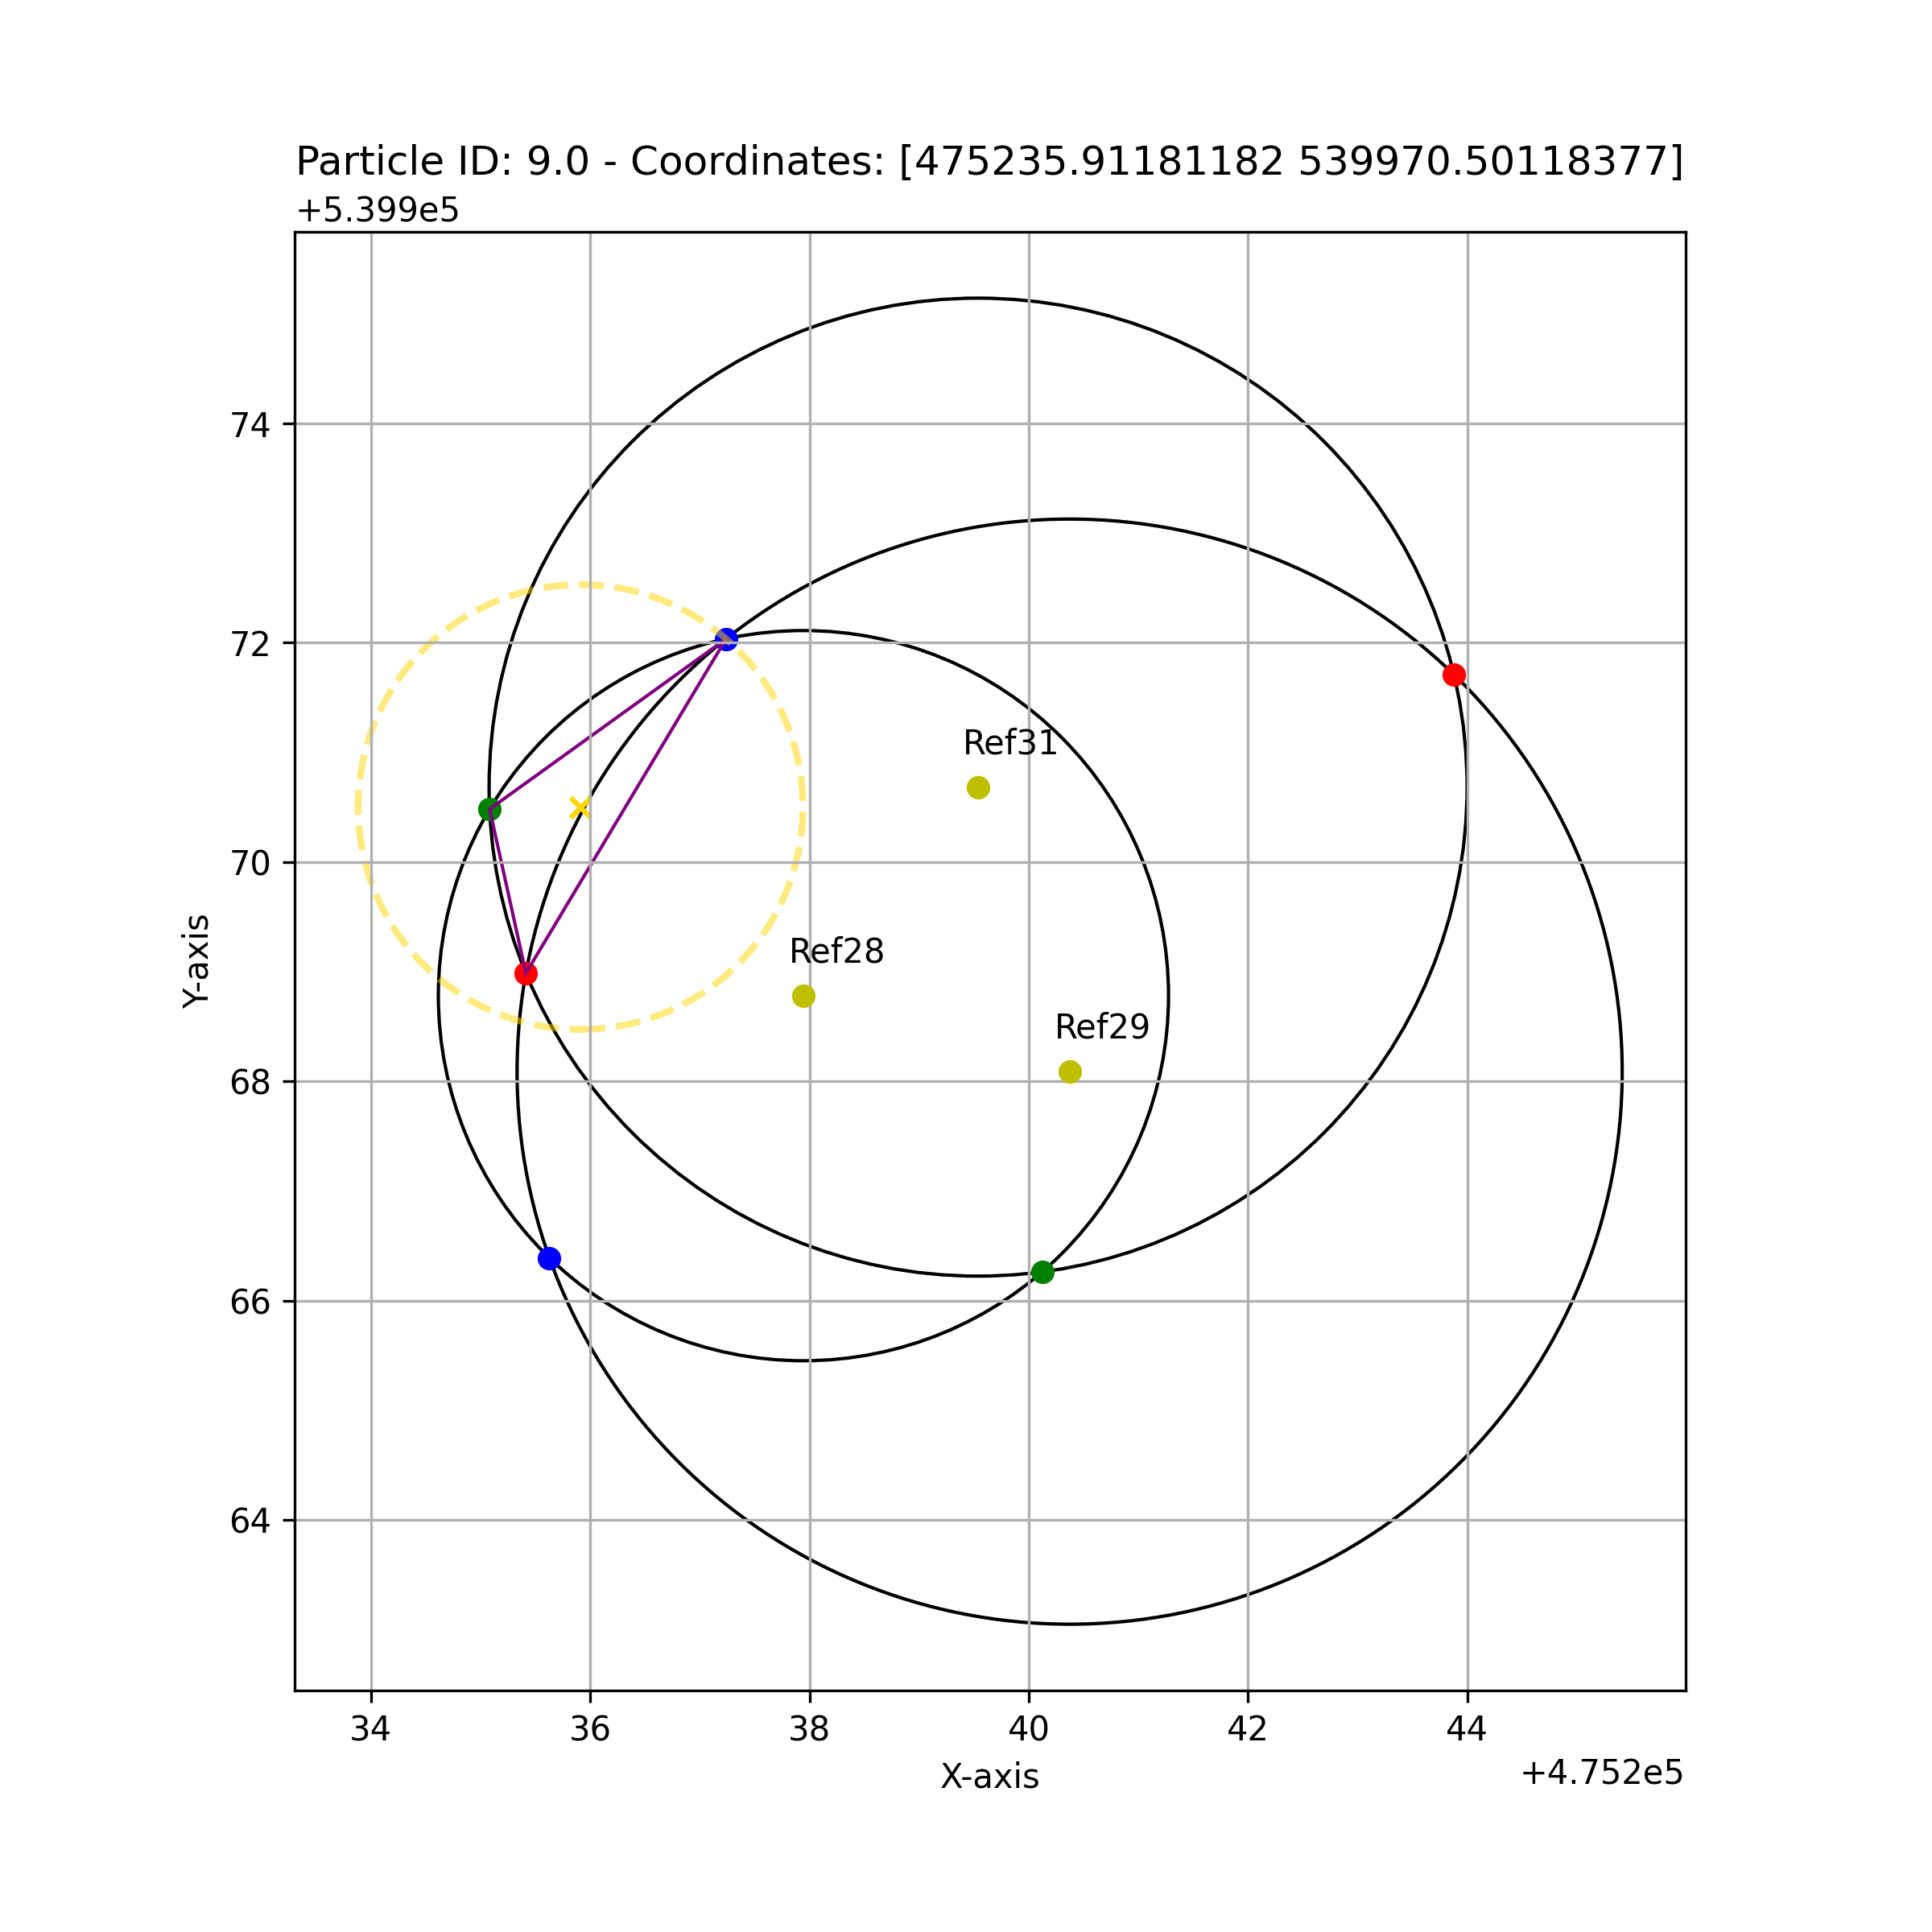 Particle ID: 9.0 - Coordinates: [475235.91181182 539970.50118377]
+5.399e5
74
72
70
68
66
64
Y-axis
Ref31
Ref28
Ref29
34
36
38
40
42
44
X-axis
+4.752e5